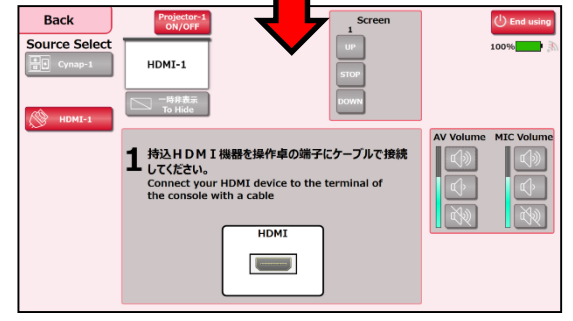 Back
Projector-1
ON/OFF
Screen
1
End using
100%
Source Select
Cynap-1
HDMI-1
UP
STOP
DOWN
一時非表示
To Hide
HDMI-1
AV Volume
MIC Volume
1 持込HDMI機器を操作卓の端子にケーブルで接続
してください。
Connect your HDMI device to the terminal of
the console with a cable
HDMI